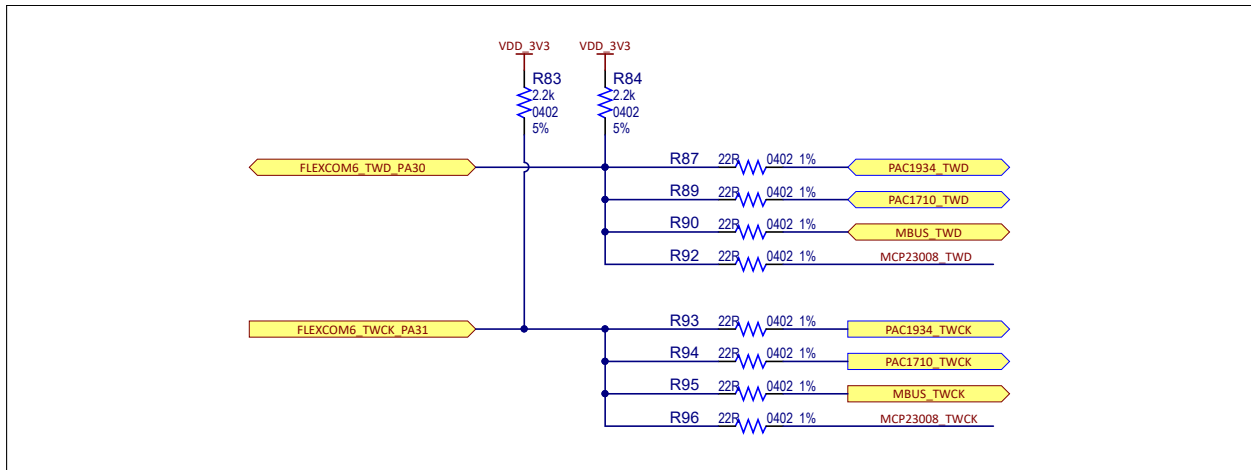 VDD_3V3 VDD_3V3
R83 R84
2.2k 2.2k
0402 0402
5% 5%
FLEXCOM6_TWD_PA30 R87 22R 0402 1% PAC1934_TWD
R89 22R 0402 1% PAC1710_TWD
R90 22R 0402 1% MBUS_TWD
R92 22R 0402 1% MCP23008_TWD
FLEXCOM6_TWCK_PA31 R93 22R 0402 1% PAC1934_TWCK
R94 22R 0402 1% PAC1710_TWCK
R95 22R 0402 1% MBUS_TWCK
R96 22R 0402 1% MCP23008_TWCK